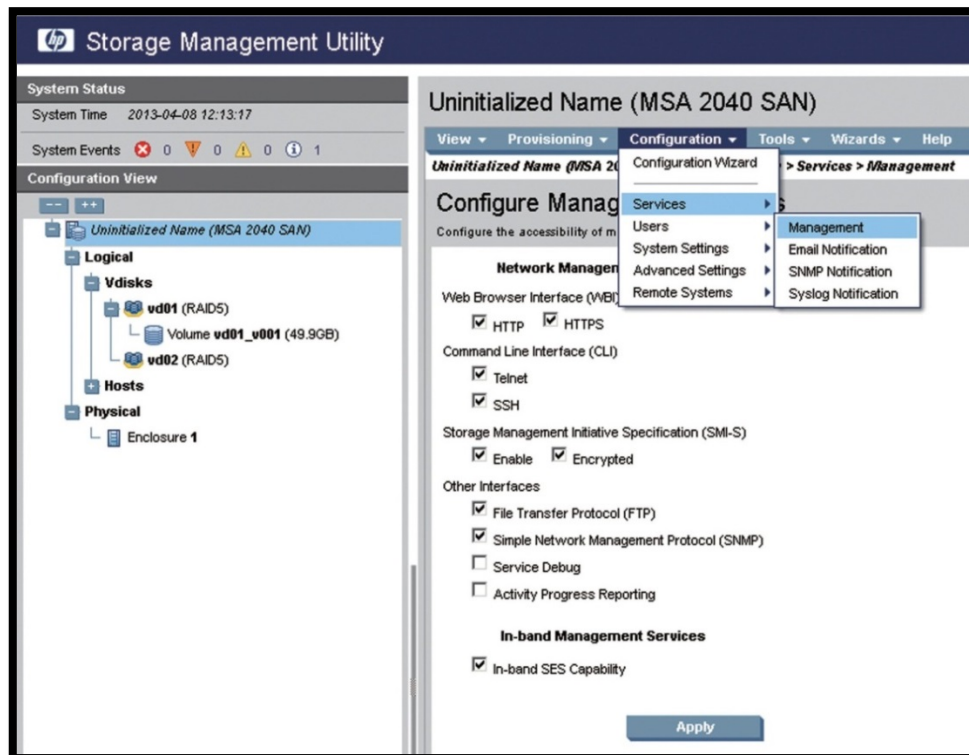 hp Storage Management Utility
System Status
System Time 2013-04-08 12:13:17
System Events 0 0 0 1
Configuration View
-- ++
Uninitialized Name (MSA 2040 SAN)
Logical
Vdisks
vd01 (RAID5)
Volume vd01_v001 (49.9GB)
vd02 (RAID5)
Hosts
Physical
Enclosure 1
Uninitialized Name (MSA 2040 SAN)
View Provisioning Configuration Tools Wizards Help
Uninitialized Name (MSA 20 > Services > Management
Configuration Wizard
Services
Users
System Settings
Advanced Settings
Remote Systems
Management
Email Notification
SNMP Notification
Syslog Notification
Configure Manag s
Configure the accessibility of m
Network Managem
Web Browser Interface (WBI)
HTTP HTTPS
Command Line Interface (CLI)
Telnet
SSH
Storage Management Initiative Specification (SMI-S)
Enable Encrypted
Other Interfaces
File Transfer Protocol (FTP)
Simple Network Management Protocol (SNMP)
Service Debug
Activity Progress Reporting
In-band Management Services
In-band SES Capability
Apply